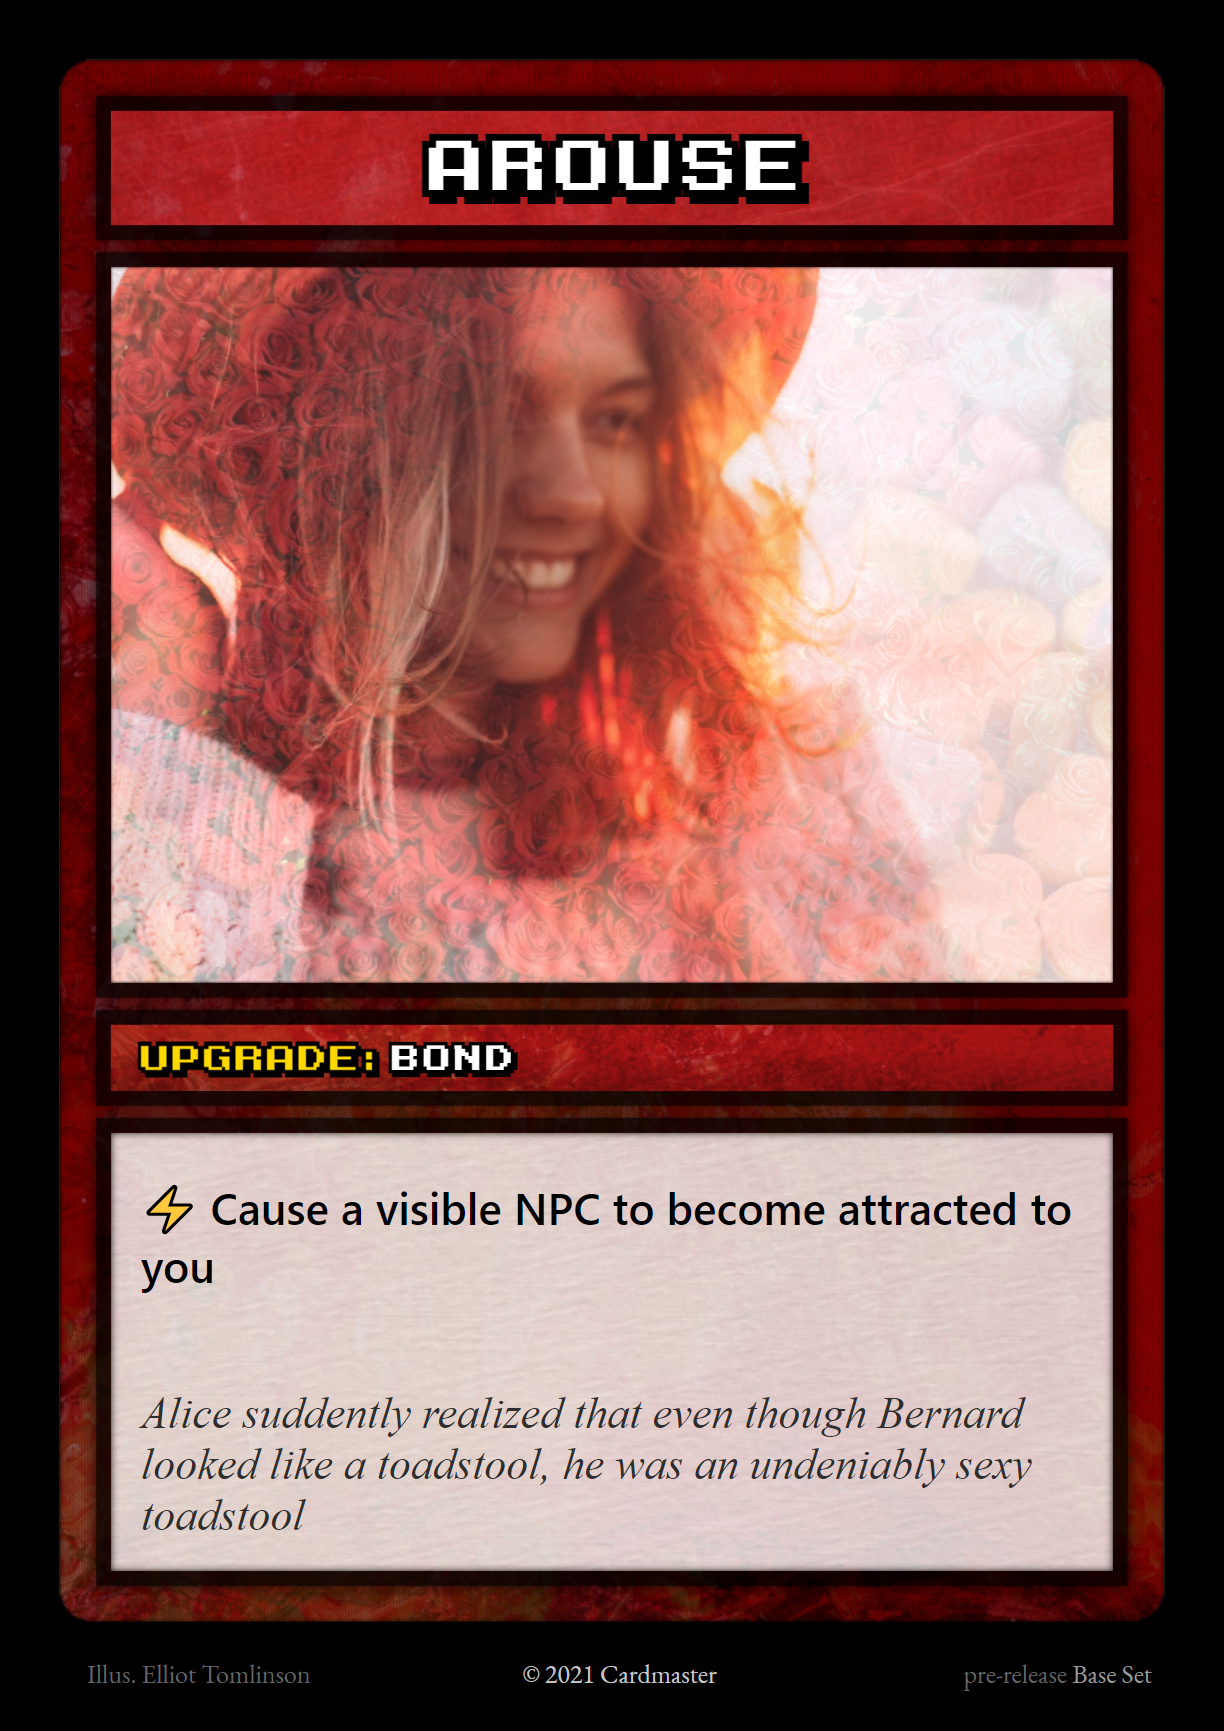 AROUSE
UPGRADE: BOND
⚡ Cause a visible NPC to become attracted to
you
Alice suddently realized that even though Bernard
looked like a toadstool, he was an undeniably sexy
toadstool
Illus. Elliot Tomlinson © 2021 Cardmaster pre-release Base Set